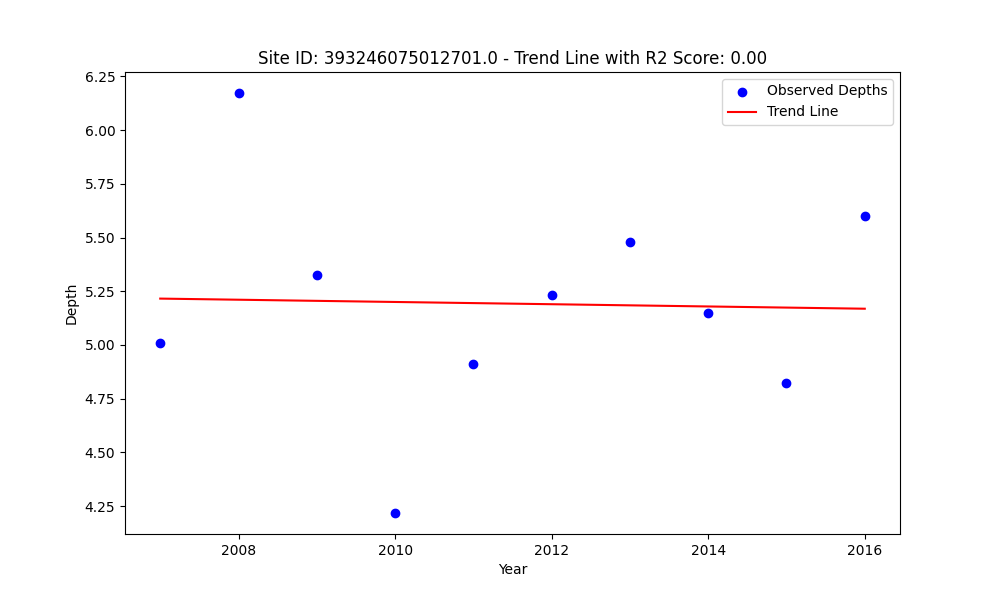 Site ID: 393246075012701.0 - Trend Line with R2 Score: 0.00
Observed Depths
Trend Line
Depth
6.25
6.00
5.75
5.50
5.25
5.00
4.75
4.50
4.25
2008
2010
2012
2014
2016
Year